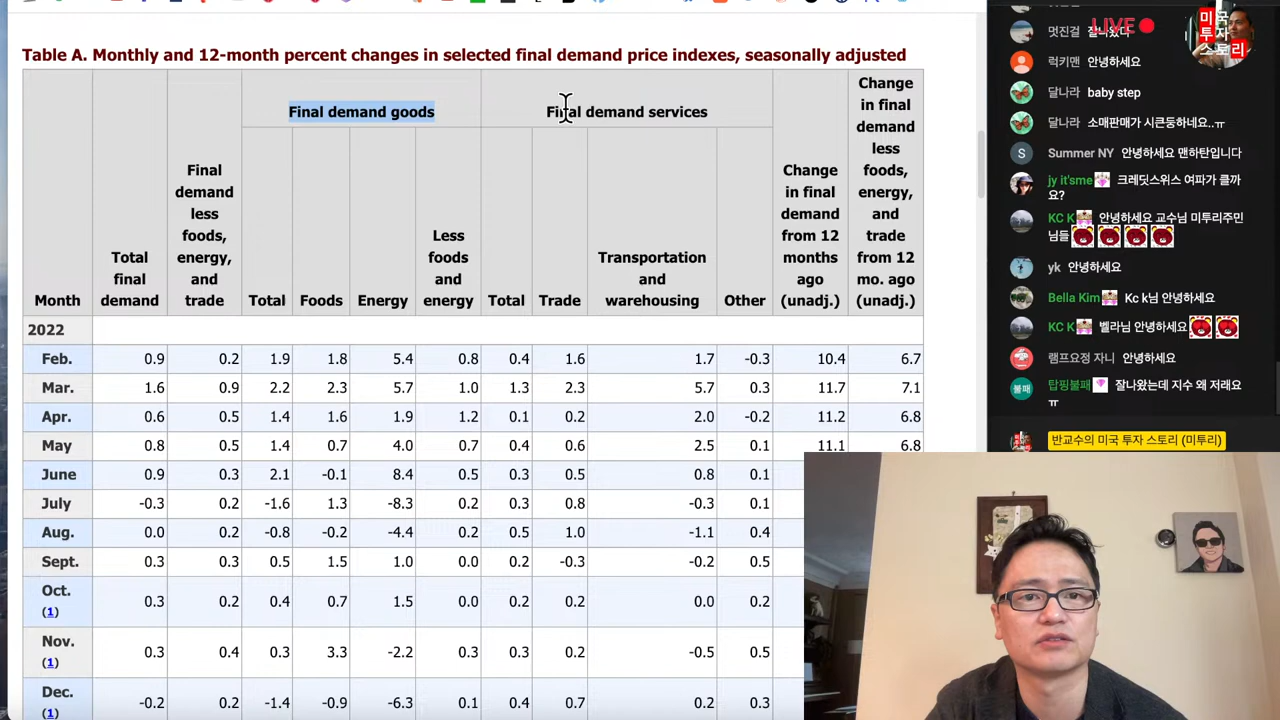 Table A. Monthly and 12-month percent changes in selected final demand price indexes, seasonally adjusted
Month
Total
final
demand
Final
demand
less
foods,
energy,
and
trade
Final demand goods
Final demand services
Change
in final
demand
from 12
months
ago
(unadj.)
Change
in final
demand
less
foods,
energy,
and
trade
from 12
mo. ago
(unadj.)
Total
Foods
Energy
Less
foods
and
energy
Total
Trade
Transportation
and
warehousing
Other
2022
Feb. 0.9 0.2 1.9 1.8 5.4 0.8 0.4 1.6 1.7 -0.3 10.4 6.7
Mar. 1.6 0.9 2.2 2.3 5.7 1.0 1.3 2.3 5.7 0.3 11.7 7.1
Apr. 0.6 0.5 1.4 1.6 1.9 1.2 0.1 0.2 2.0 -0.2 11.2 6.8
May 0.8 0.5 1.4 0.7 4.0 0.7 0.4 0.6 2.5 0.1 11.1 6.8
June 0.9 0.3 2.1 -0.1 8.4 0.5 0.3 0.5 0.8 0.1
July -0.3 0.2 -1.6 1.3 -8.3 0.2 0.3 0.8 -0.3 0.1
Aug. 0.0 0.2 -0.8 -0.2 -4.4 0.2 0.5 1.0 -1.1 0.4
Sept. 0.3 0.3 0.5 1.5 1.0 0.0 0.2 -0.3 -0.2 0.5
Oct.
(1) 0.3 0.2 0.4 0.7 1.5 0.0 0.2 0.2 0.0 0.2
Nov.
(1) 0.3 0.4 0.3 3.3 -2.2 0.3 0.3 0.2 -0.5 0.5
Dec.
(1) -0.2 0.2 -1.4 -0.9 -6.3 0.1 0.4 0.7 0.2 0.3
LIVE
미국
투자
스토리
멋진걸 잘나왔다
럭키맨 안녕하세요
달나라 baby step
달나라 소매판매가 시큰둥하네요..ㅠ
S Summer NY 안녕하세요 맨하탄입니다
jy it'sme 크레딧스위스 여파가 클까
요?
KC K 안녕하세요 교수님 미투리주민
님들
yk 안녕하세요
Bella Kim Kc k님 안녕하세요
KC K 벨라님 안녕하세요
램프요정 자니 안녕하세요
불패 탑핑불패 잘나왔는데 지수 왜 저래요
ㅠ
반교수의 미국 투자 스토리 (미투리)